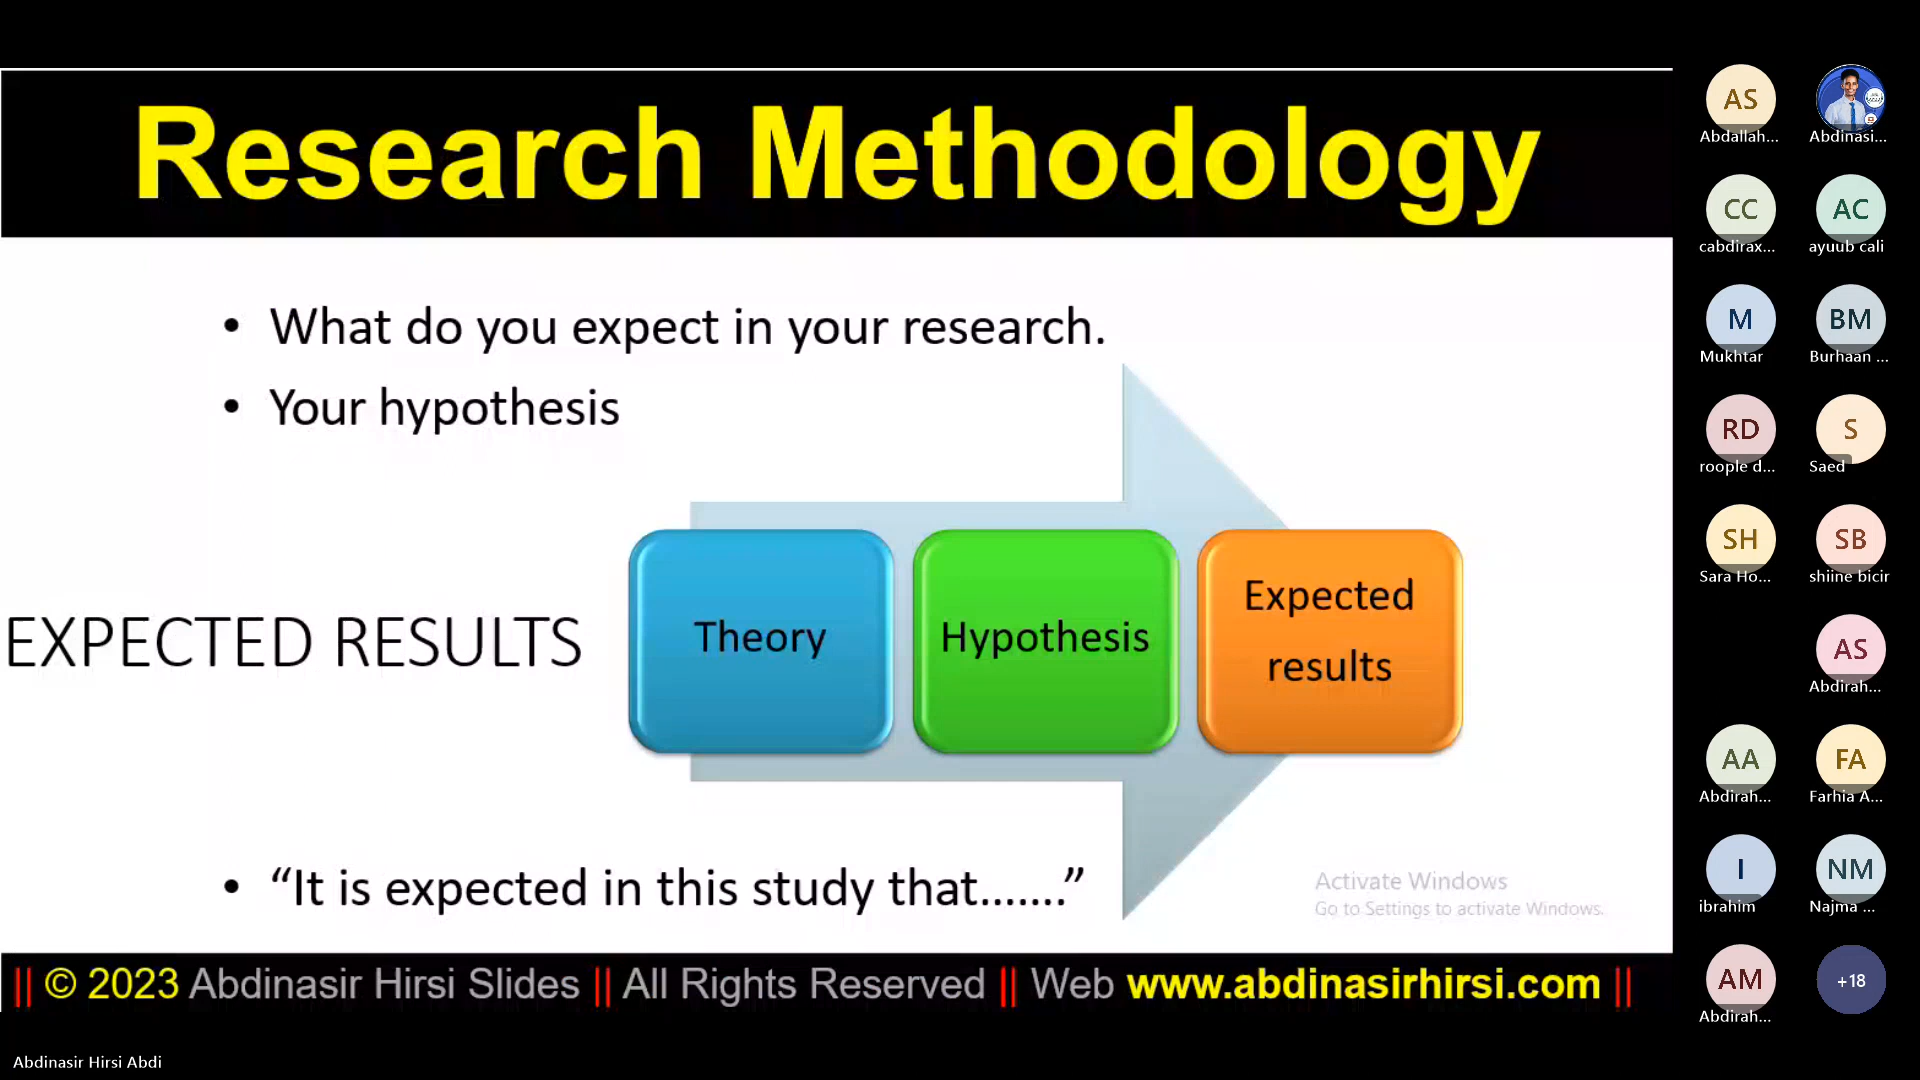 Research Methodology
• What do you expect in your research.
• Your hypothesis
EXPECTED RESULTS
Theory
Hypothesis
Expected
results
• “It is expected in this study that.......”
Activate Windows
Go to Settings to activate Windows.
|| © 2023 Abdinasir Hirsi Slides || All Rights Reserved || Web www.abdinasirhirsi.com ||
Abdinasir Hirsi Abdi
AS
Abdallah...
Abdinasi...
CC
cabdirax...
AC
ayuub cali
M
Mukhtar
BM
Burhaan ...
RD
roople d...
S
Saed
SH
Sara Ho...
SB
shiine bicir
AS
Abdirah...
AA
Abdirah...
FA
Farhia A...
I
ibrahim
NM
Najma ...
AM
Abdirah...
+18